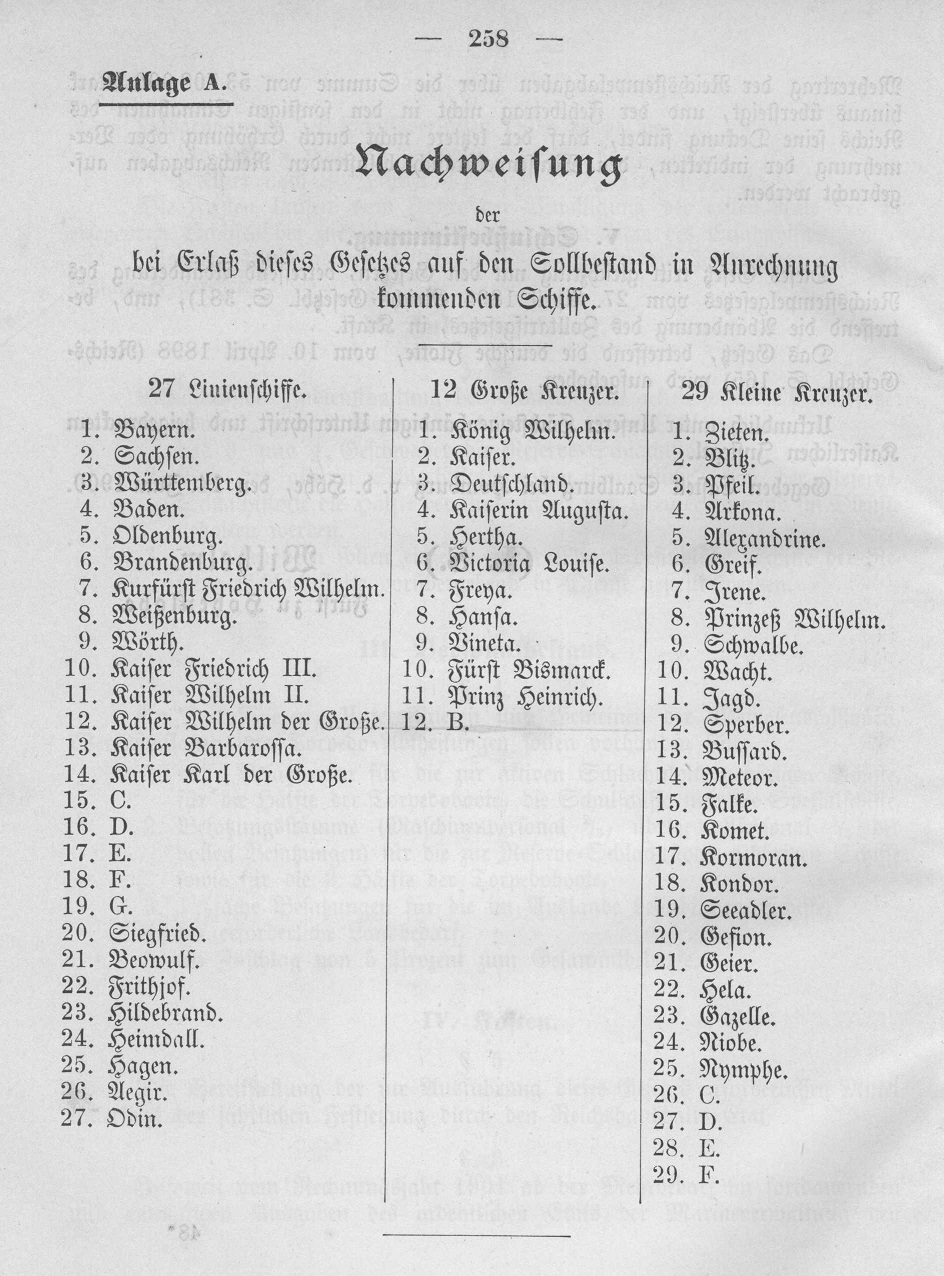 — 258 —
Anlage A.
Nachweisung
der
bei Erlaß dieses Gesetzes auf den Sollbestand in Anrechnung
kommenden Schiffe.
27 Linienschiffe.
1. Bayern.
2. Sachsen.
3. Württemberg.
4. Baden.
5. Oldenburg.
6. Brandenburg.
7. Kurfürst Friedrich Wilhelm.
8. Weißenburg.
9. Wörth.
10. Kaiser Friedrich III.
11. Kaiser Wilhelm II.
12. Kaiser Wilhelm der Große.
13. Kaiser Barbarossa.
14. Kaiser Karl der Große.
15. C.
16. D.
17. E.
18. F.
19. G.
20. Siegfried.
21. Beowulf.
22. Frithjof.
23. Hildebrand.
24. Heimdall.
25. Hagen.
26. Aegir.
27. Odin.
12 Große Kreuzer.
1. König Wilhelm.
2. Kaiser.
3. Deutschland.
4. Kaiserin Augusta.
5. Hertha.
6. Victoria Louise.
7. Freya.
8. Hansa.
9. Vineta.
10. Fürst Bismarck.
11. Prinz Heinrich.
12. B.
29 Kleine Kreuzer.
1. Zieten.
2. Blitz.
3. Pfeil.
4. Arkona.
5. Alexandrine.
6. Greif.
7. Irene.
8. Prinzeß Wilhelm.
9. Schwalbe.
10. Wacht.
11. Jagd.
12. Sperber.
13. Bussard.
14. Meteor.
15. Falke.
16. Komet.
17. Kormoran.
18. Kondor.
19. Seeadler.
20. Gefion.
21. Geier.
22. Hela.
23. Gazelle.
24. Niobe.
25. Nymphe.
26. C.
27. D.
28. E.
29. F.